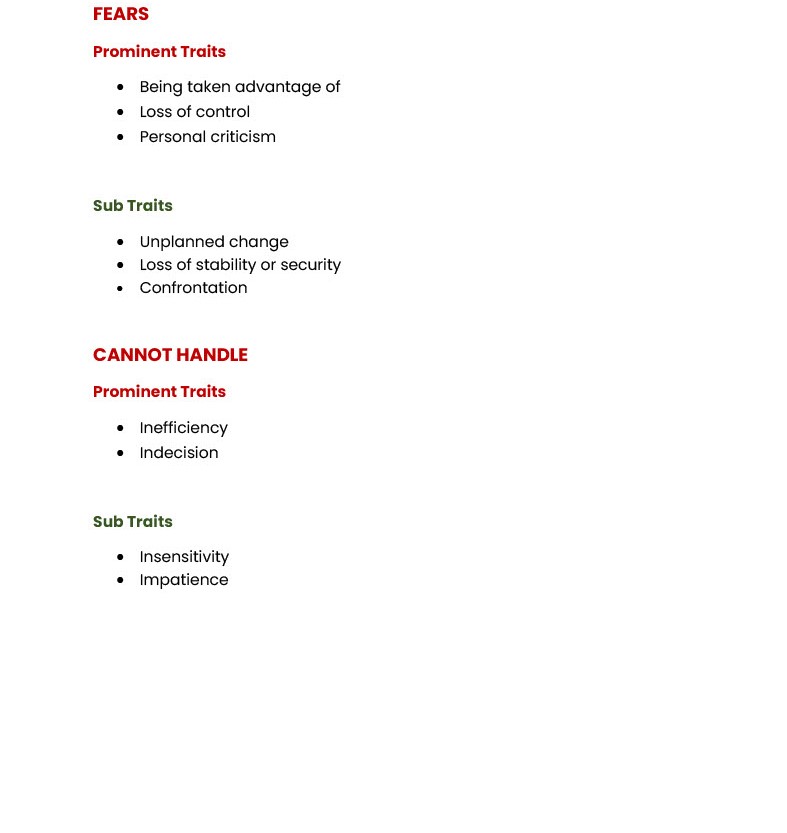 FEARS
Prominent Traits
• Being taken advantage of
• Loss of control
• Personal criticism
Sub Traits
• Unplanned change
• Loss of stability or security
• Confrontation
CANNOT HANDLE
Prominent Traits
• Inefficiency
• Indecision
Sub Traits
• Insensitivity
• Impatience